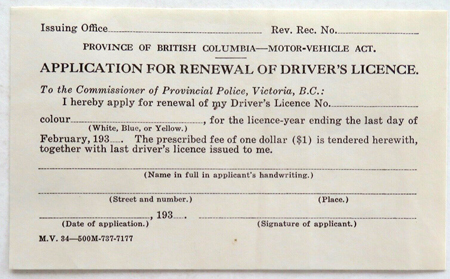 Issuing Office.................... Rev. Rec. No....................
PROVINCE OF BRITISH COLUMBIA—MOTOR-VEHICLE ACT.
APPLICATION FOR RENEWAL OF DRIVER'S LICENCE.
To the Commissioner of Provincial Police, Victoria, B.C.:
I hereby apply for renewal of my Driver's Licence No....................
colour...................., for the licence-year ending the last day of
(White, Blue, or Yellow.)
February, 193..... The prescribed fee of one dollar ($1) is tendered herewith,
together with last driver's licence issued to me.
(Name in full in applicant's handwriting.)
(Street and number.) (Place.)
...................., 193.....
(Date of application.) (Signature of applicant.)
M.V. 34—500M-737-7177